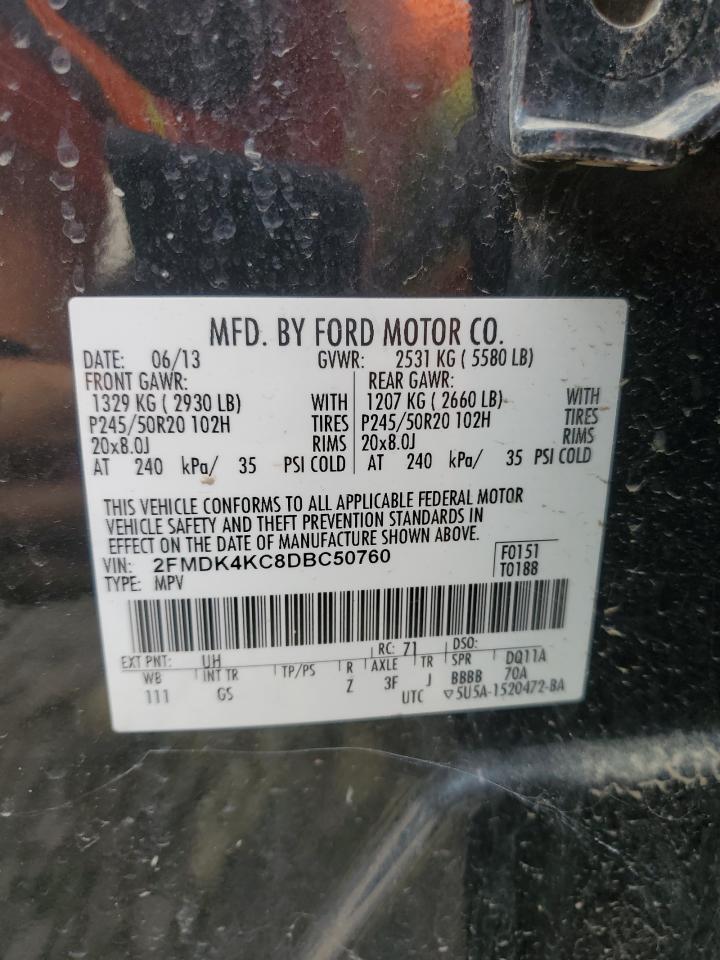 MFD. BY FORD MOTOR CO.
DATE: 06/13 GVWR: 2531 KG ( 5580 LB)
FRONT GAWR: REAR GAWR:
1329 KG ( 2930 LB) WITH 1207 KG ( 2660 LB) WITH
P245/50R20 102H TIRES P245/50R20 102H TIRES
20x8.0J RIMS 20x8.0J RIMS
AT 240 kPa/ 35 PSI COLD AT 240 kPa/ 35 PSI COLD
THIS VEHICLE CONFORMS TO ALL APPLICABLE FEDERAL MOTOR
VEHICLE SAFETY AND THEFT PREVENTION STANDARDS IN
EFFECT ON THE DATE OF MANUFACTURE SHOWN ABOVE.
VIN: 2FMDK4KC8DBC50760 F0151
TYPE: MPV T0188
EXT PNT: UH RC: 71 DSO:
WB INT TR TP/PS R AXLE TR SPR DQ11A
111 GS Z 3F J BBBB 70A
UTC ▽5U5A-1520472-BA